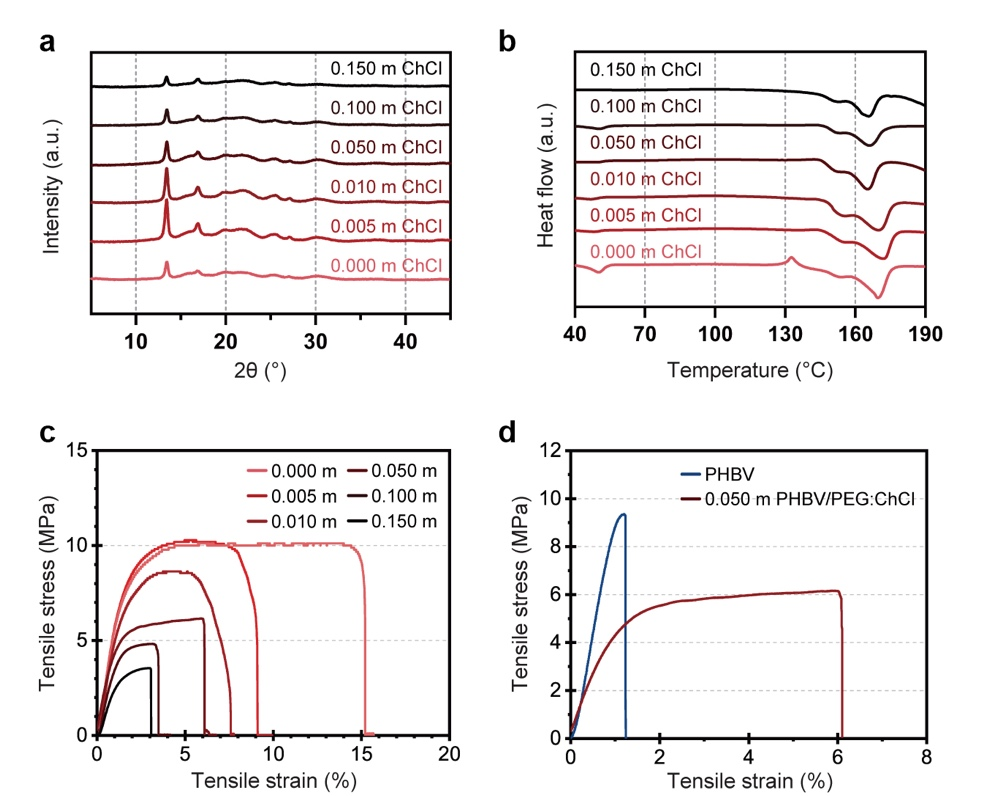 a
0.150 m ChCl
0.100 m ChCl
0.050 m ChCl
0.010 m ChCl
0.005 m ChCl
0.000 m ChCl
Intensity (a.u.)
10 20 30 40
2θ (°)
b
0.150 m ChCl
0.100 m ChCl
0.050 m ChCl
0.010 m ChCl
0.005 m ChCl
0.000 m ChCl
Heat flow (a.u.)
40 70 100 130 160 190
Temperature (°C)
c
15
10
5
0
0.000 m 0.050 m
0.005 m 0.100 m
0.010 m 0.150 m
Tensile stress (MPa)
0 5 10 15 20
Tensile strain (%)
d
12
10
8
6
4
2
0
PHBV
0.050 m PHBV/PEG:ChCl
Tensile stress (MPa)
0 2 4 6 8
Tensile strain (%)